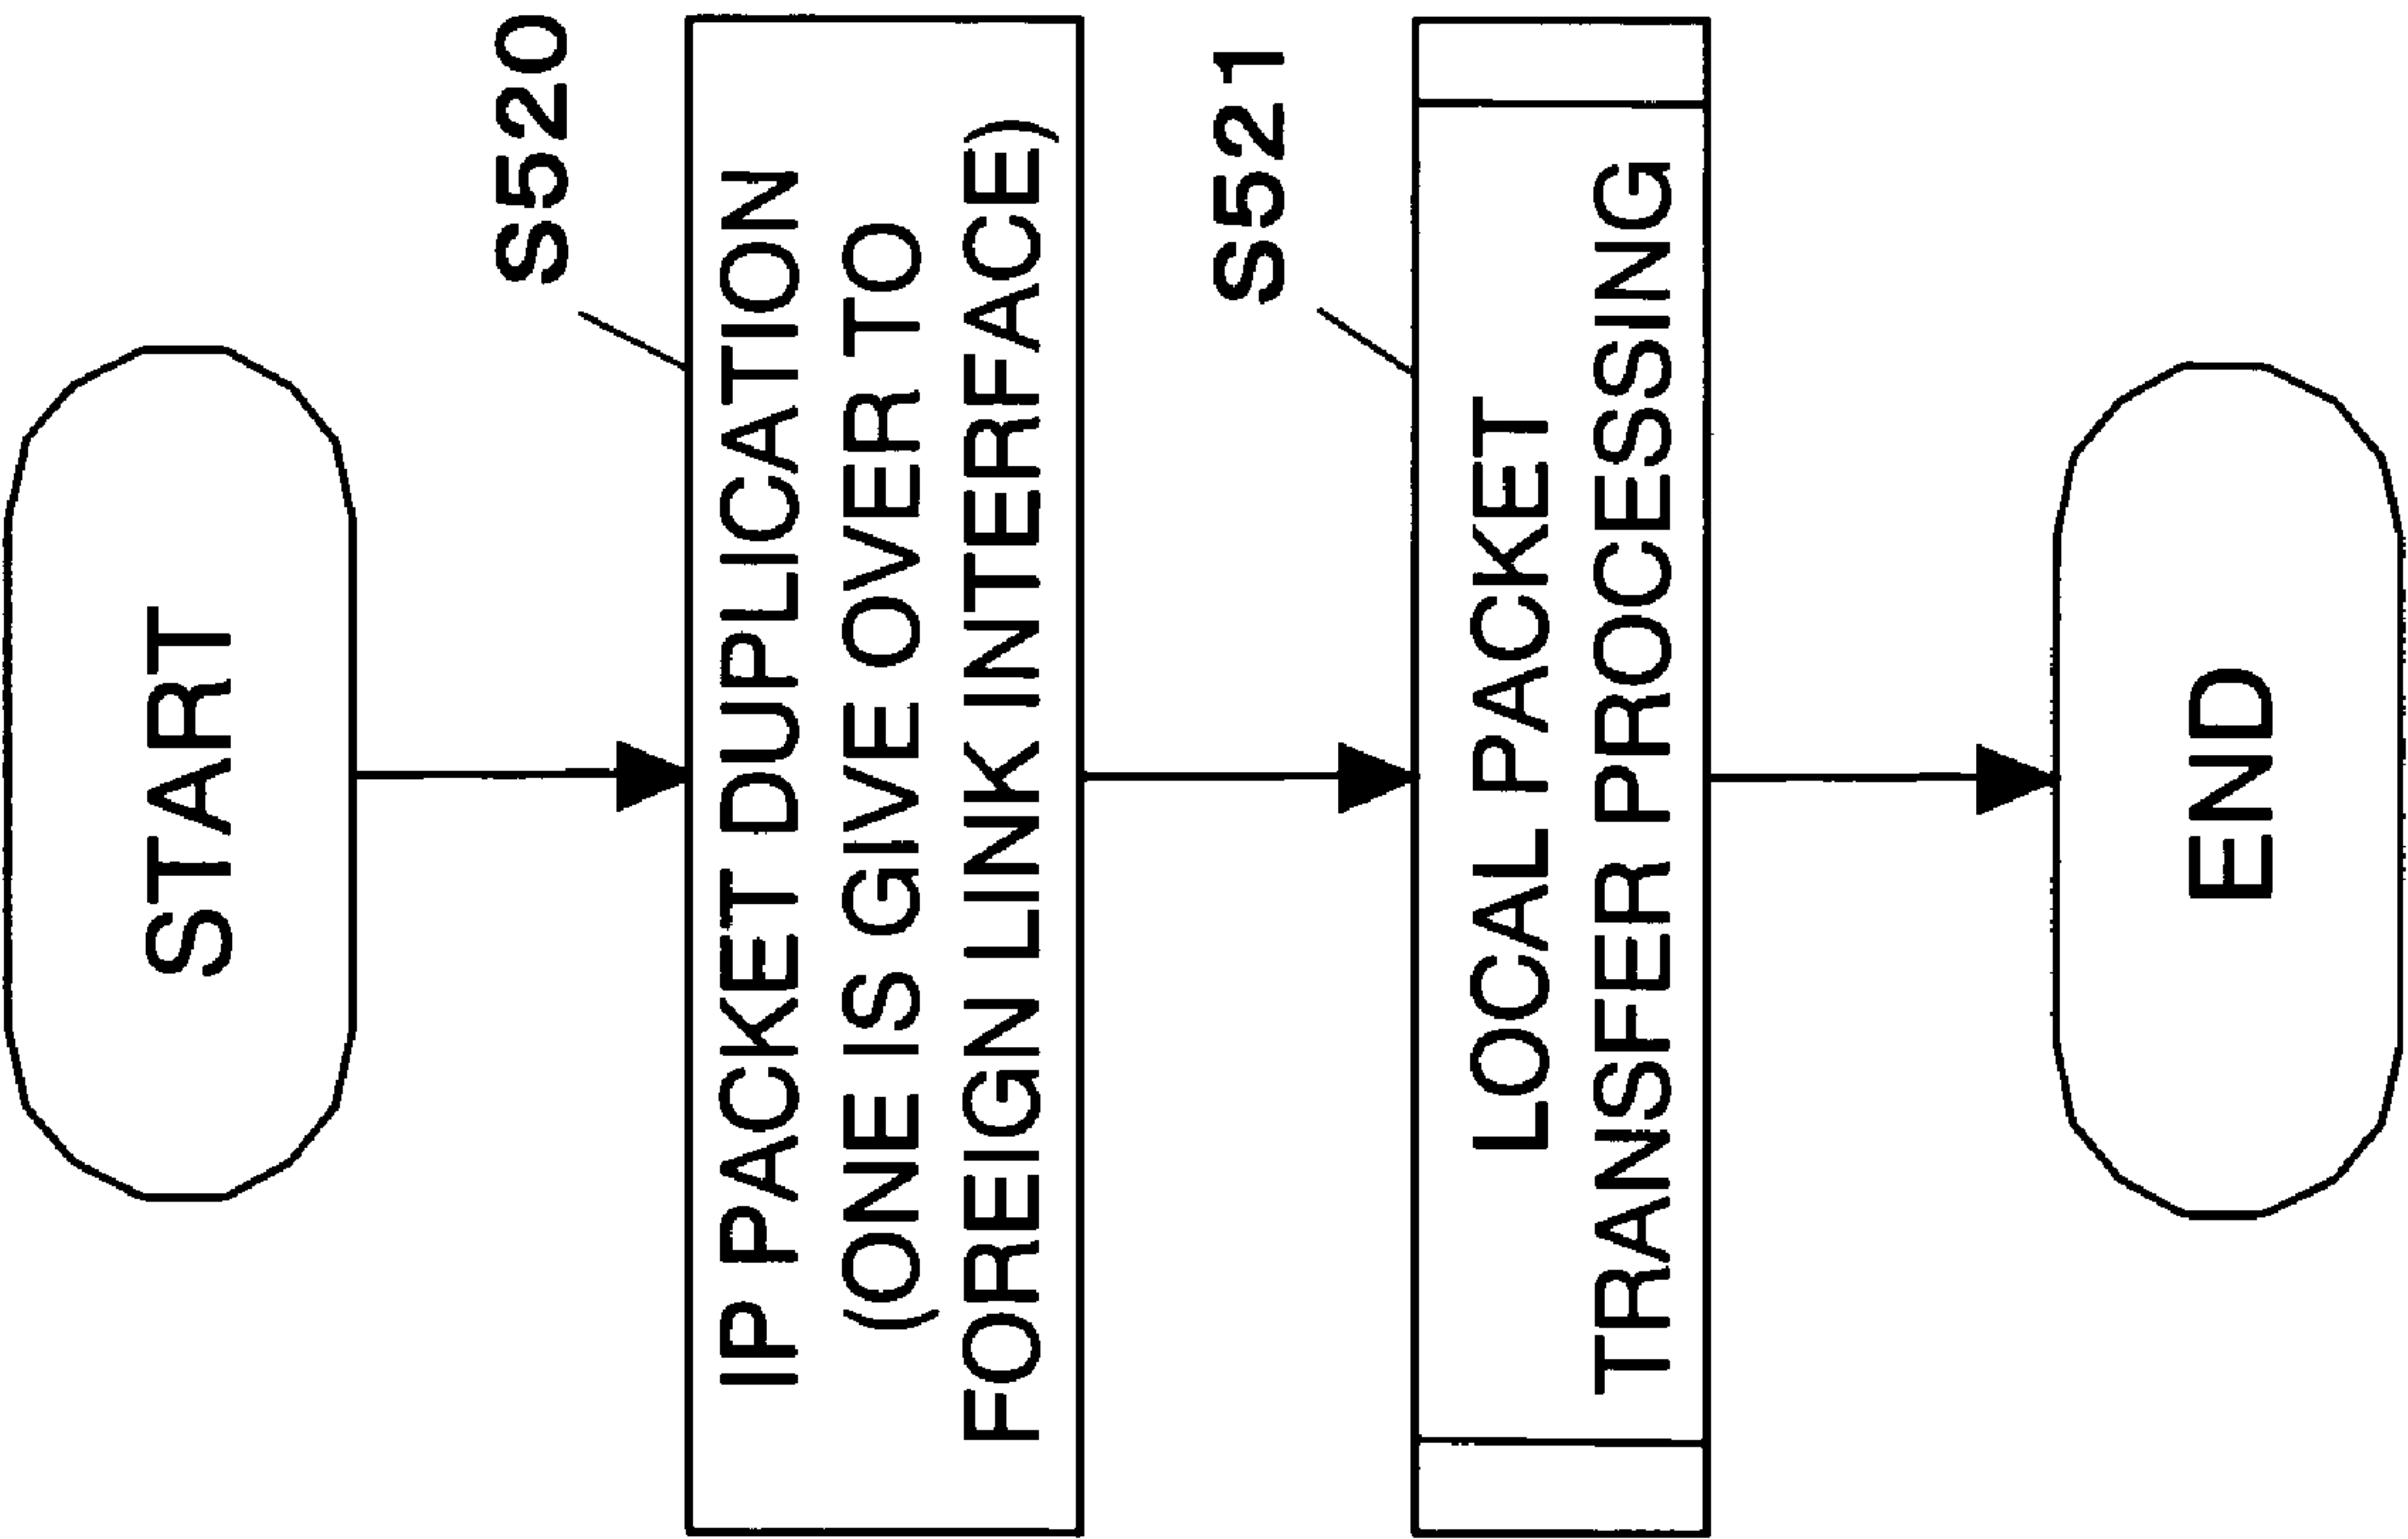 START
S520
IP PACKET DUPLICATION
(ONE IS GIVE OVER TO
FOREIGN LINK INTERFACE)
S521
LOCAL PACKET
TRANSFER PROCESSING
END